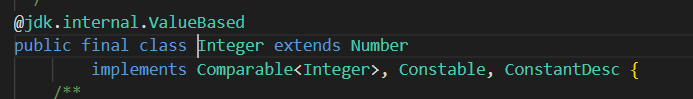 */
@jdk.internal.ValueBased
public final class Integer extends Number
implements Comparable<Integer>, Constable, ConstantDesc {
/**